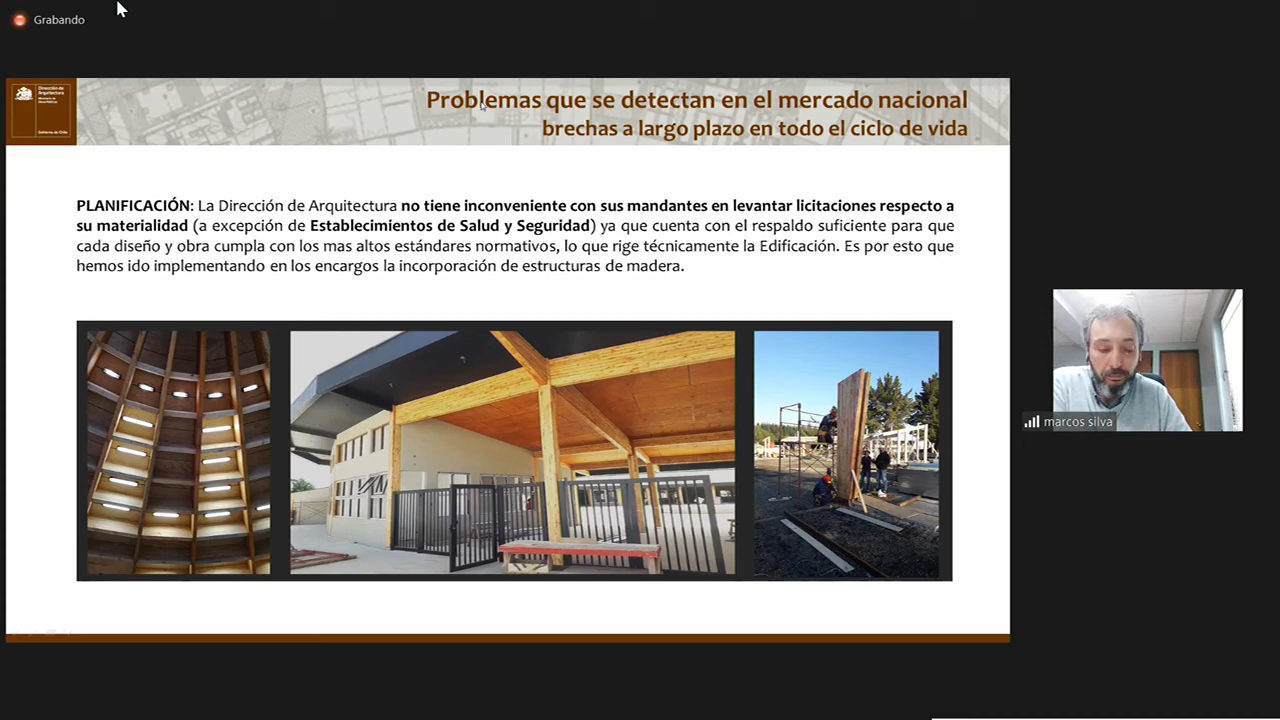 Grabando
Dirección de
Arquitectura
Gobierno de Chile
Problemas que se detectan en el mercado nacional
brechas a largo plazo en todo el ciclo de vida
PLANIFICACIÓN: La Dirección de Arquitectura no tiene inconveniente con sus mandantes en levantar licitaciones respecto a
su materialidad (a excepción de Establecimientos de Salud y Seguridad) ya que cuenta con el respaldo suficiente para que
cada diseño y obra cumpla con los mas altos estándares normativos, lo que rige técnicamente la Edificación. Es por esto que
hemos ido implementando en los encargos la incorporación de estructuras de madera.
marcos silva